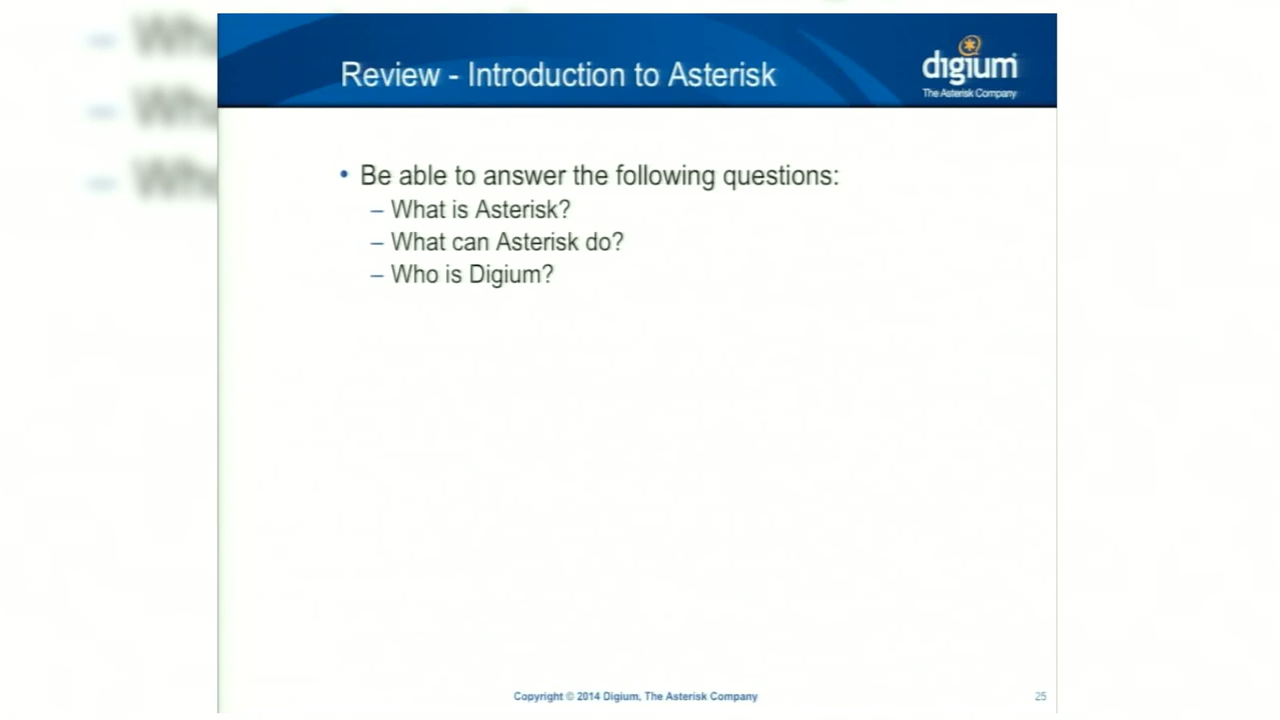 Review - Introduction to Asterisk
digium
The Asterisk Company
• Be able to answer the following questions:
– What is Asterisk?
– What can Asterisk do?
– Who is Digium?
Copyright © 2014 Digium, The Asterisk Company
25